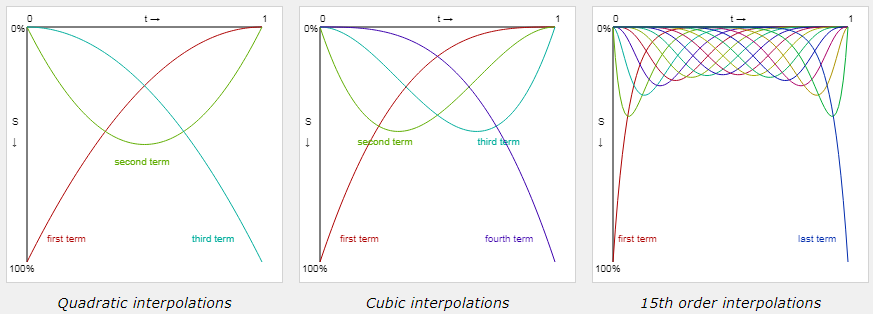 0 t → 1
0%
S
↓
second term
first term third term
100%
Quadratic interpolations
0 t → 1
0%
S
↓
second term third term
first term fourth term
100%
Cubic interpolations
0 t → 1
0%
S
↓
first term last term
100%
15th order interpolations